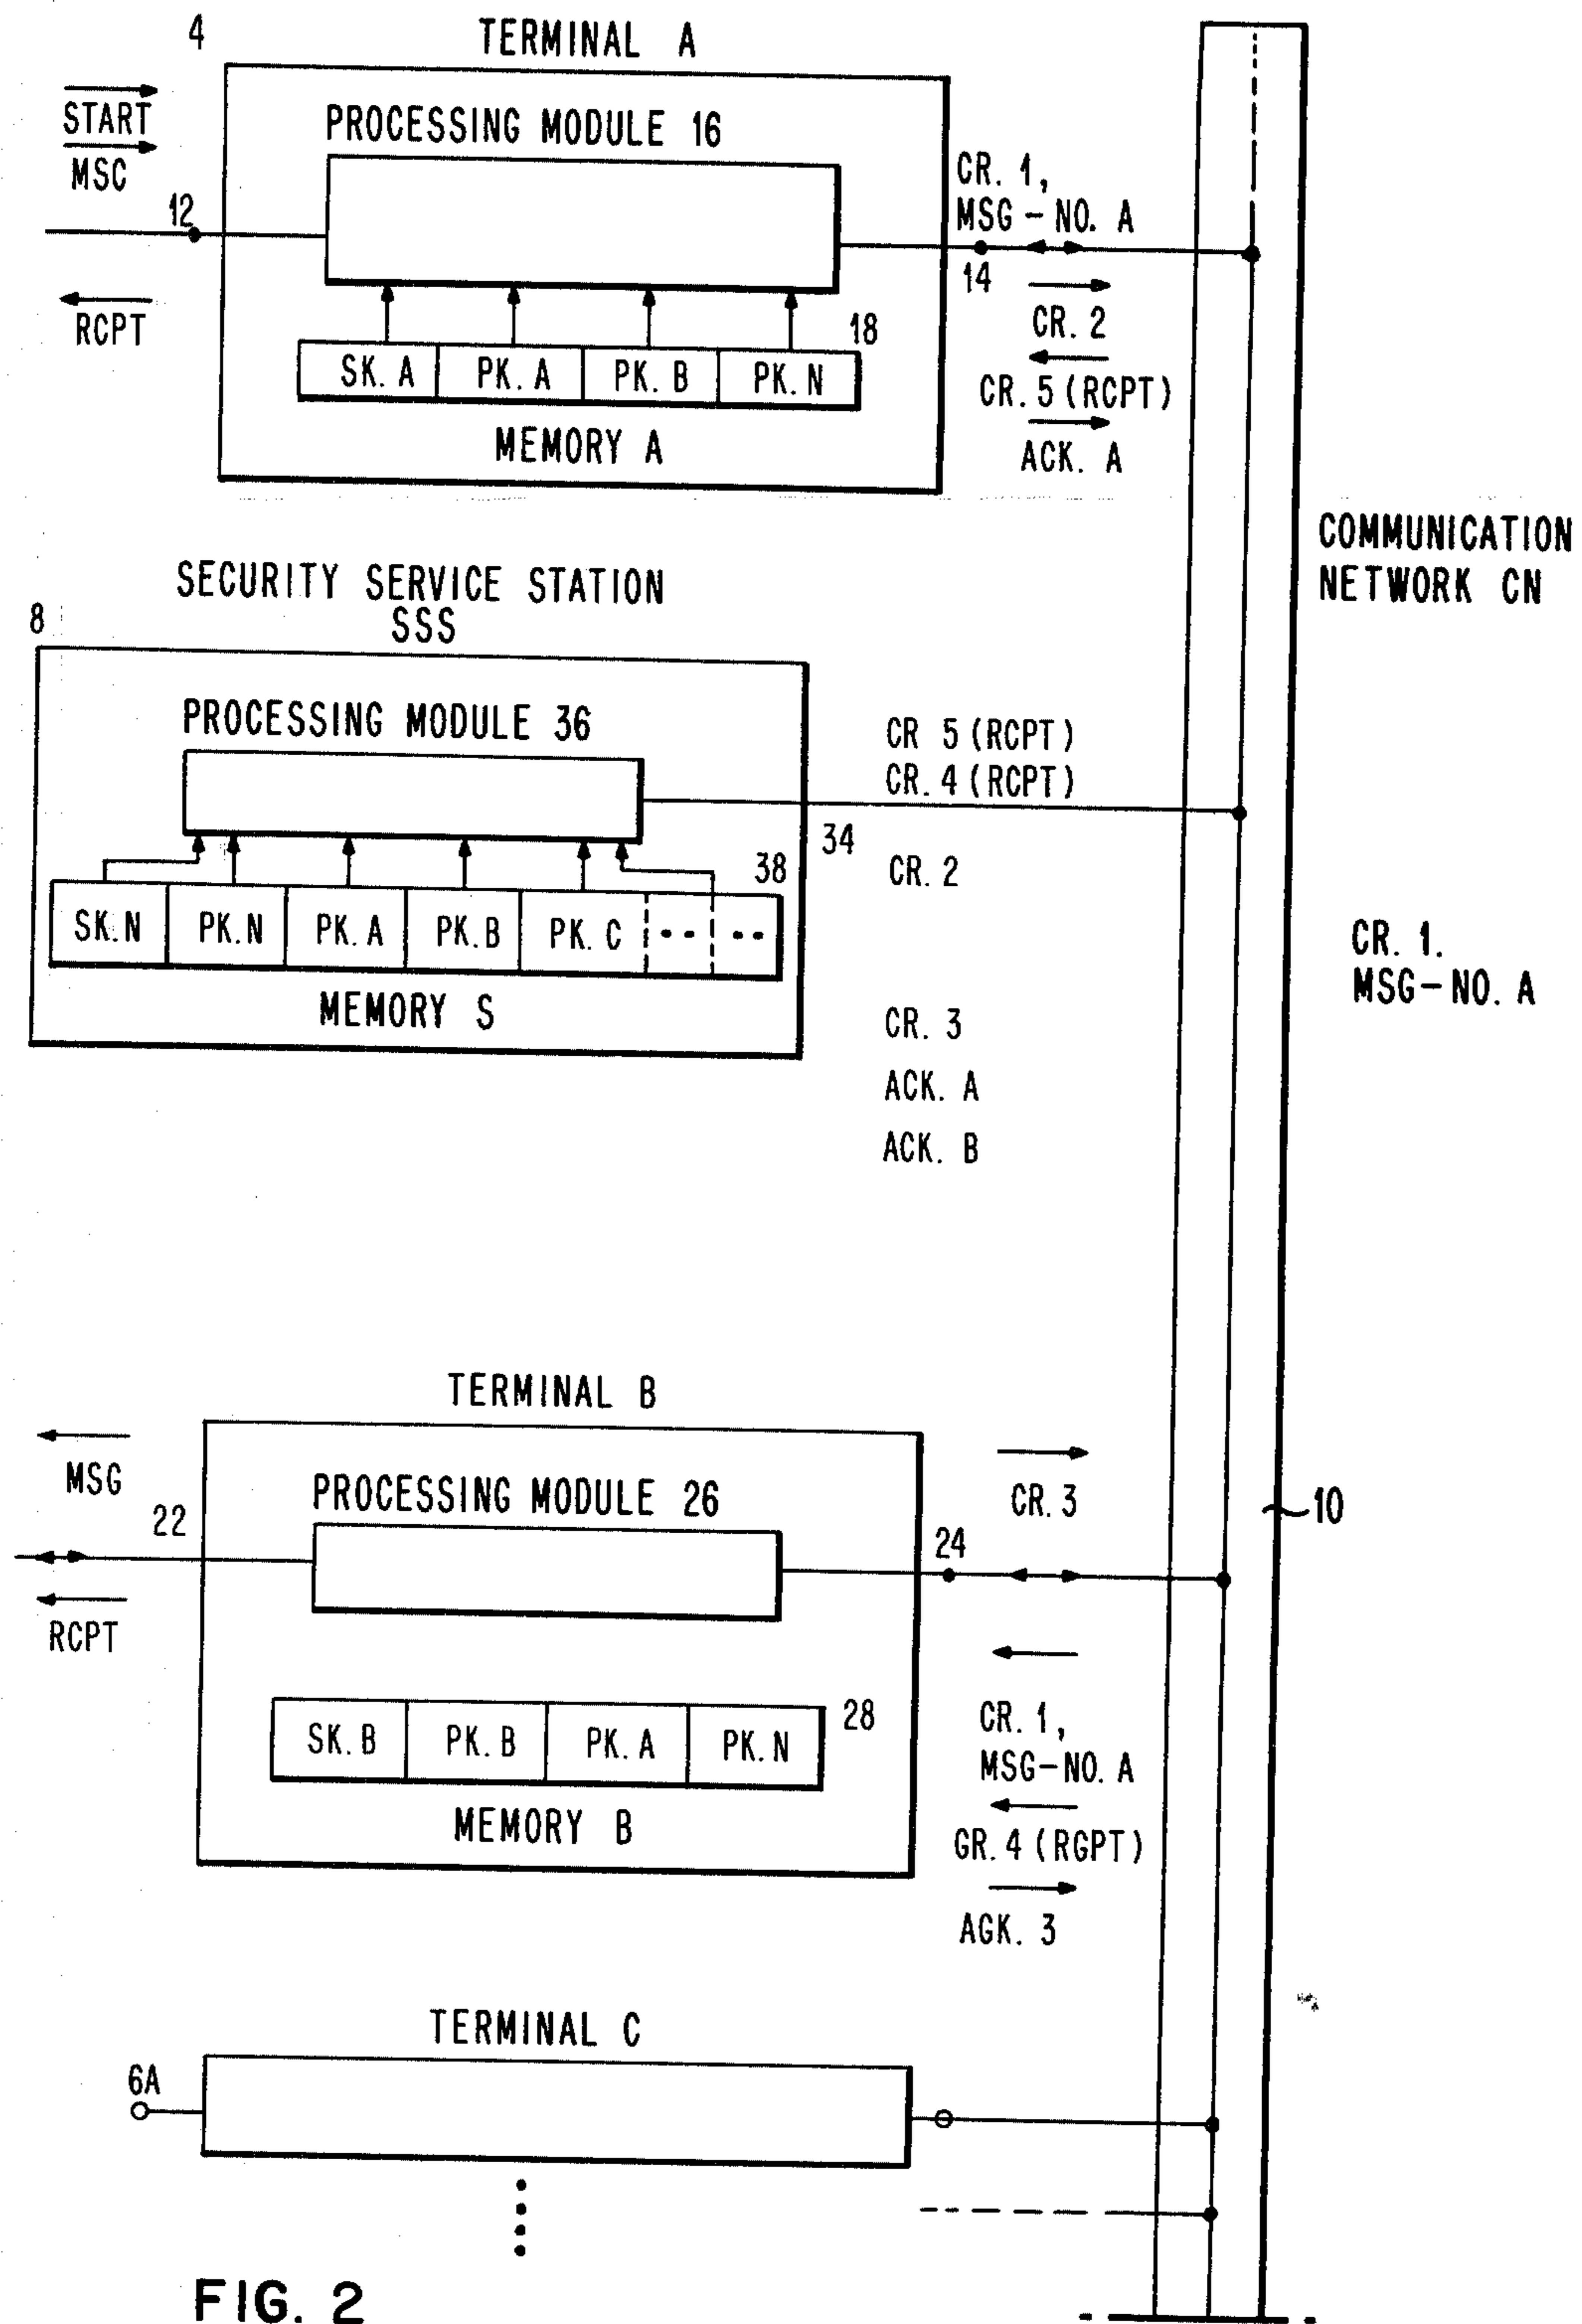 4
TERMINAL A
START
MSC
PROCESSING MODULE 16
12
CR. 1,
MSG-NO. A
14
RCPT
CR. 2
18
SK. A PK. A PK. B PK. N
CR. 5 (RCPT)
MEMORY A
ACK. A
COMMUNICATION
NETWORK CN
SECURITY SERVICE STATION
SSS
8
PROCESSING MODULE 36
CR 5 (RCPT)
CR. 4 (RCPT)
34
38
CR. 2
SK. N PK. N PK. A PK. B PK. C
CR. 1.
MSG-NO. A
MEMORY S
CR. 3
ACK. A
ACK. B
TERMINAL B
MSG
PROCESSING MODULE 26
CR. 3
10
22
24
RCPT
28
SK. B PK. B PK. A PK. N
CR. 1,
MSG-NO. A
MEMORY B
GR. 4 (RGPT)
AGK. 3
TERMINAL C
6A
FIG. 2